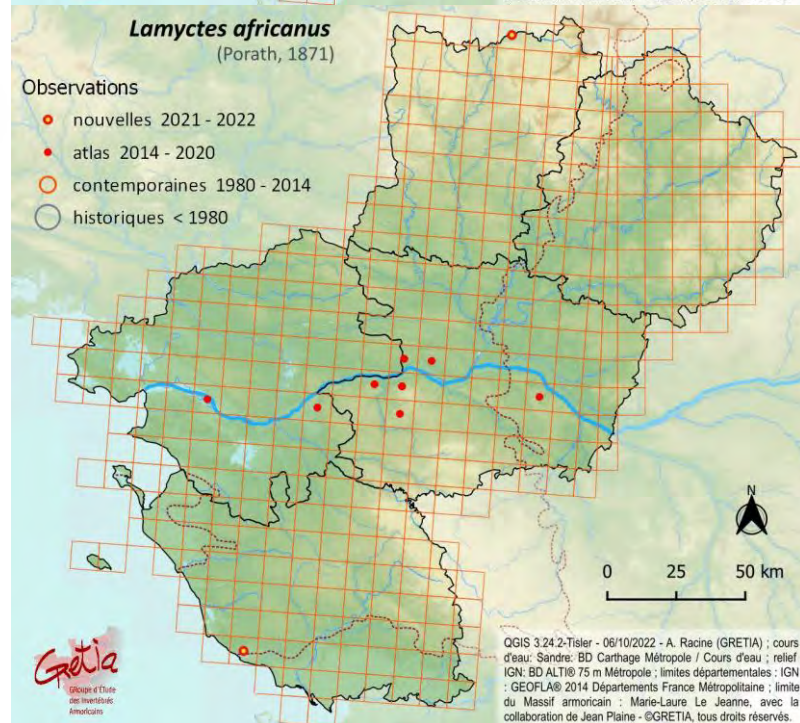 Lamyctes africanus
(Porath, 1871)
Observations
nouvelles 2021 - 2022
atlas 2014 - 2020
contemporaines 1980 - 2014
historiques < 1980
N
0 25 50 km
Gretia
Groupe d'Étude
des Invertébrés
Armoricains
QGIS 3.24.2-Tisler - 06/10/2022 - A. Racine (GRETIA) ; cours
d'eau: Sandre: BD Carthage Métropole / Cours d'eau ; relief :
IGN: BD ALTI® 75 m Métropole ; limites départementales : IGN
: GEOFLA® 2014 Départements France Métropolitaine ; limite
du Massif armoricain : Marie-Laure Le Jeanne, avec la
collaboration de Jean Plaine - ©GRETIA, tous droits réservés.